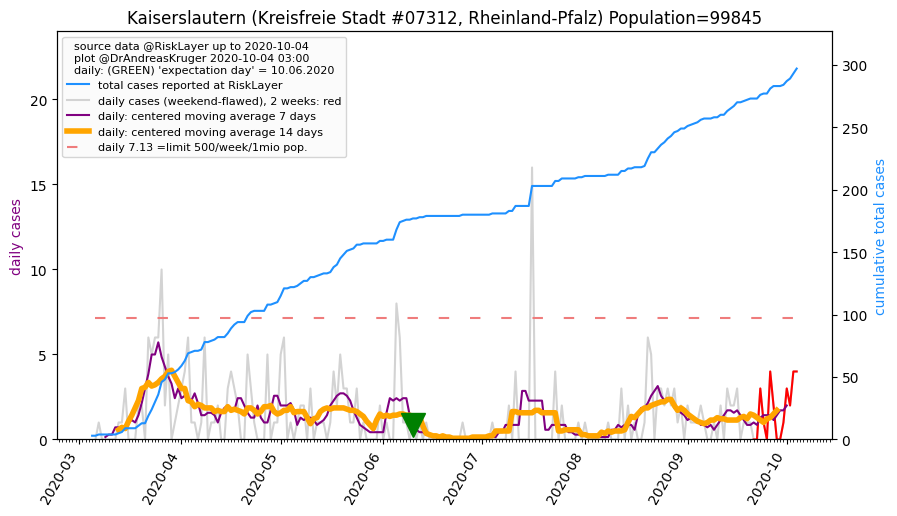 Kaiserslautern (Kreisfreie Stadt #07312, Rheinland-Pfalz) Population=99845
source data @RiskLayer up to 2020-10-04
plot @DrAndreasKruger 2020-10-04 03:00
daily: (GREEN) 'expectation day' = 10.06.2020
total cases reported at RiskLayer
daily cases (weekend-flawed), 2 weeks: red
daily: centered moving average 7 days
daily: centered moving average 14 days
daily 7.13 =limit 500/week/1mio pop.
daily cases
20
15
10
5
0
cumulative total cases
300
250
200
150
100
50
0
2020-03
2020-04
2020-05
2020-06
2020-07
2020-08
2020-09
2020-10